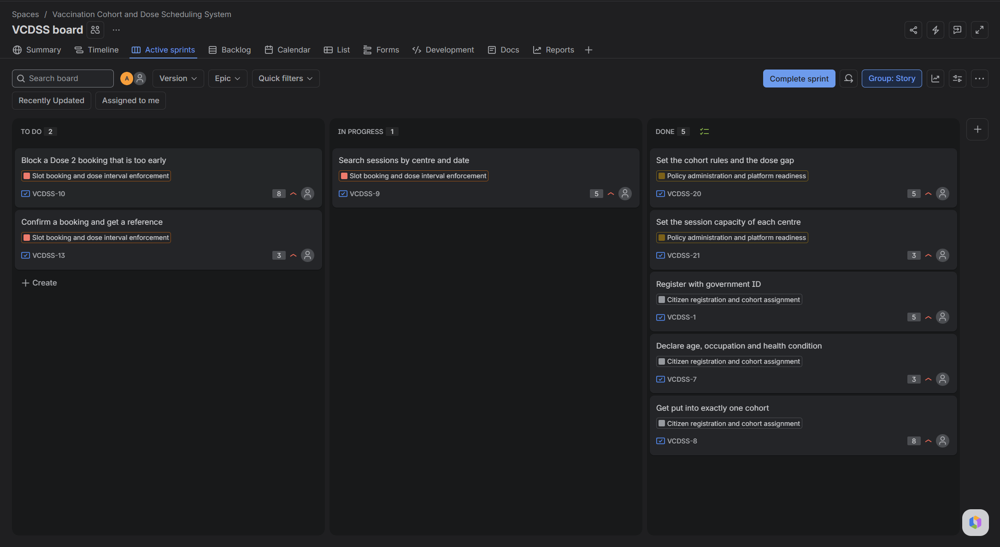 Spaces / Vaccination Cohort and Dose Scheduling System
VCDSS board
Summary Timeline Active sprints Backlog Calendar List Forms Development Docs Reports
Search board A Version Epic Quick filters Complete sprint Group: Story
Recently Updated Assigned to me
TO DO 2
Block a Dose 2 booking that is too early
Slot booking and dose interval enforcement
VCDSS-10 8
Confirm a booking and get a reference
Slot booking and dose interval enforcement
VCDSS-13 3
Create
IN PROGRESS 1
Search sessions by centre and date
Slot booking and dose interval enforcement
VCDSS-9 5
DONE 5
Set the cohort rules and the dose gap
Policy administration and platform readiness
VCDSS-20 5
Set the session capacity of each centre
Policy administration and platform readiness
VCDSS-21 3
Register with government ID
Citizen registration and cohort assignment
VCDSS-1 5
Declare age, occupation and health condition
Citizen registration and cohort assignment
VCDSS-7 3
Get put into exactly one cohort
Citizen registration and cohort assignment
VCDSS-8 8